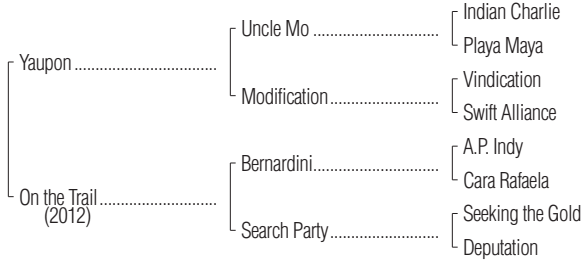 Indian Charlie
Uncle Mo ................................
Playa Maya
Yaupon ....................................
Vindication
Modification............................
Swift Alliance
A.P. Indy
Bernardini................................
Cara Rafaela
On the Trail..............................
(2012)
Seeking the Gold
Search Party............................
Deputation